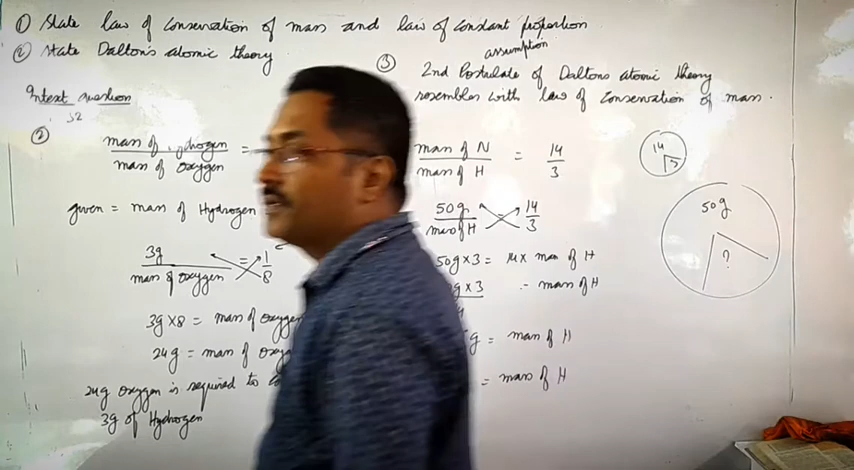 ① State law of Conservation of mass and law of Constant proportion
② State Dalton's atomic theory
Intext question
32
②
mass of Hydrogen
mass of Oxygen
=
given = mass of Hydrogen
3g = 1
mass of oxygen 8
3g × 8 = mass of oxygen
24g = mass of oxy
24g oxygen is required to
3g of Hydrogen
assumption
③ 2nd Postulate of Daltons atomic theory
resembles with law of Conservation of mass.
mass of N = 14
mass of H 3
50g = 14
mass of H 3
50g × 3 = 14 × mass of H
g × 3 = mass of H
g = mass of H
= mass of H
14
3
50g
?